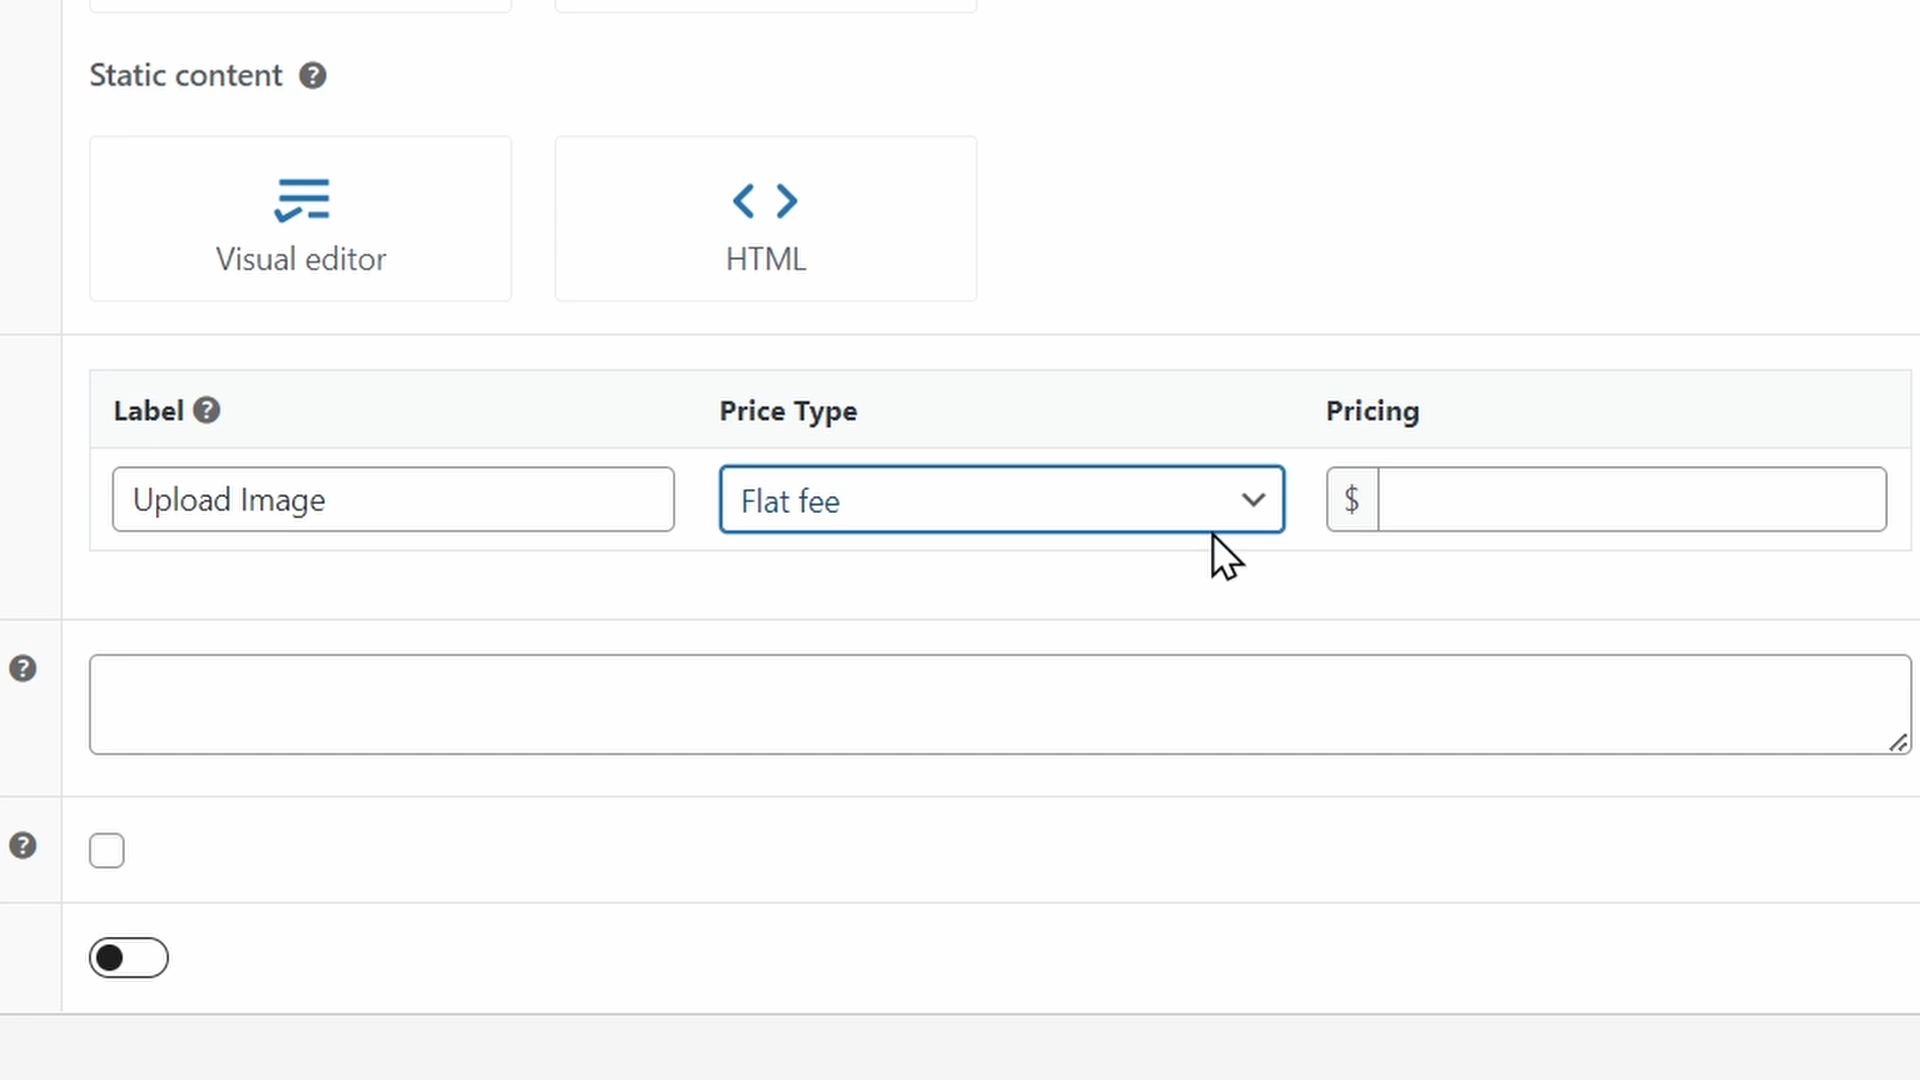 Static content ?
Visual editor
HTML
Label ?
Price Type
Pricing
Upload Image
Flat fee
$
?
?